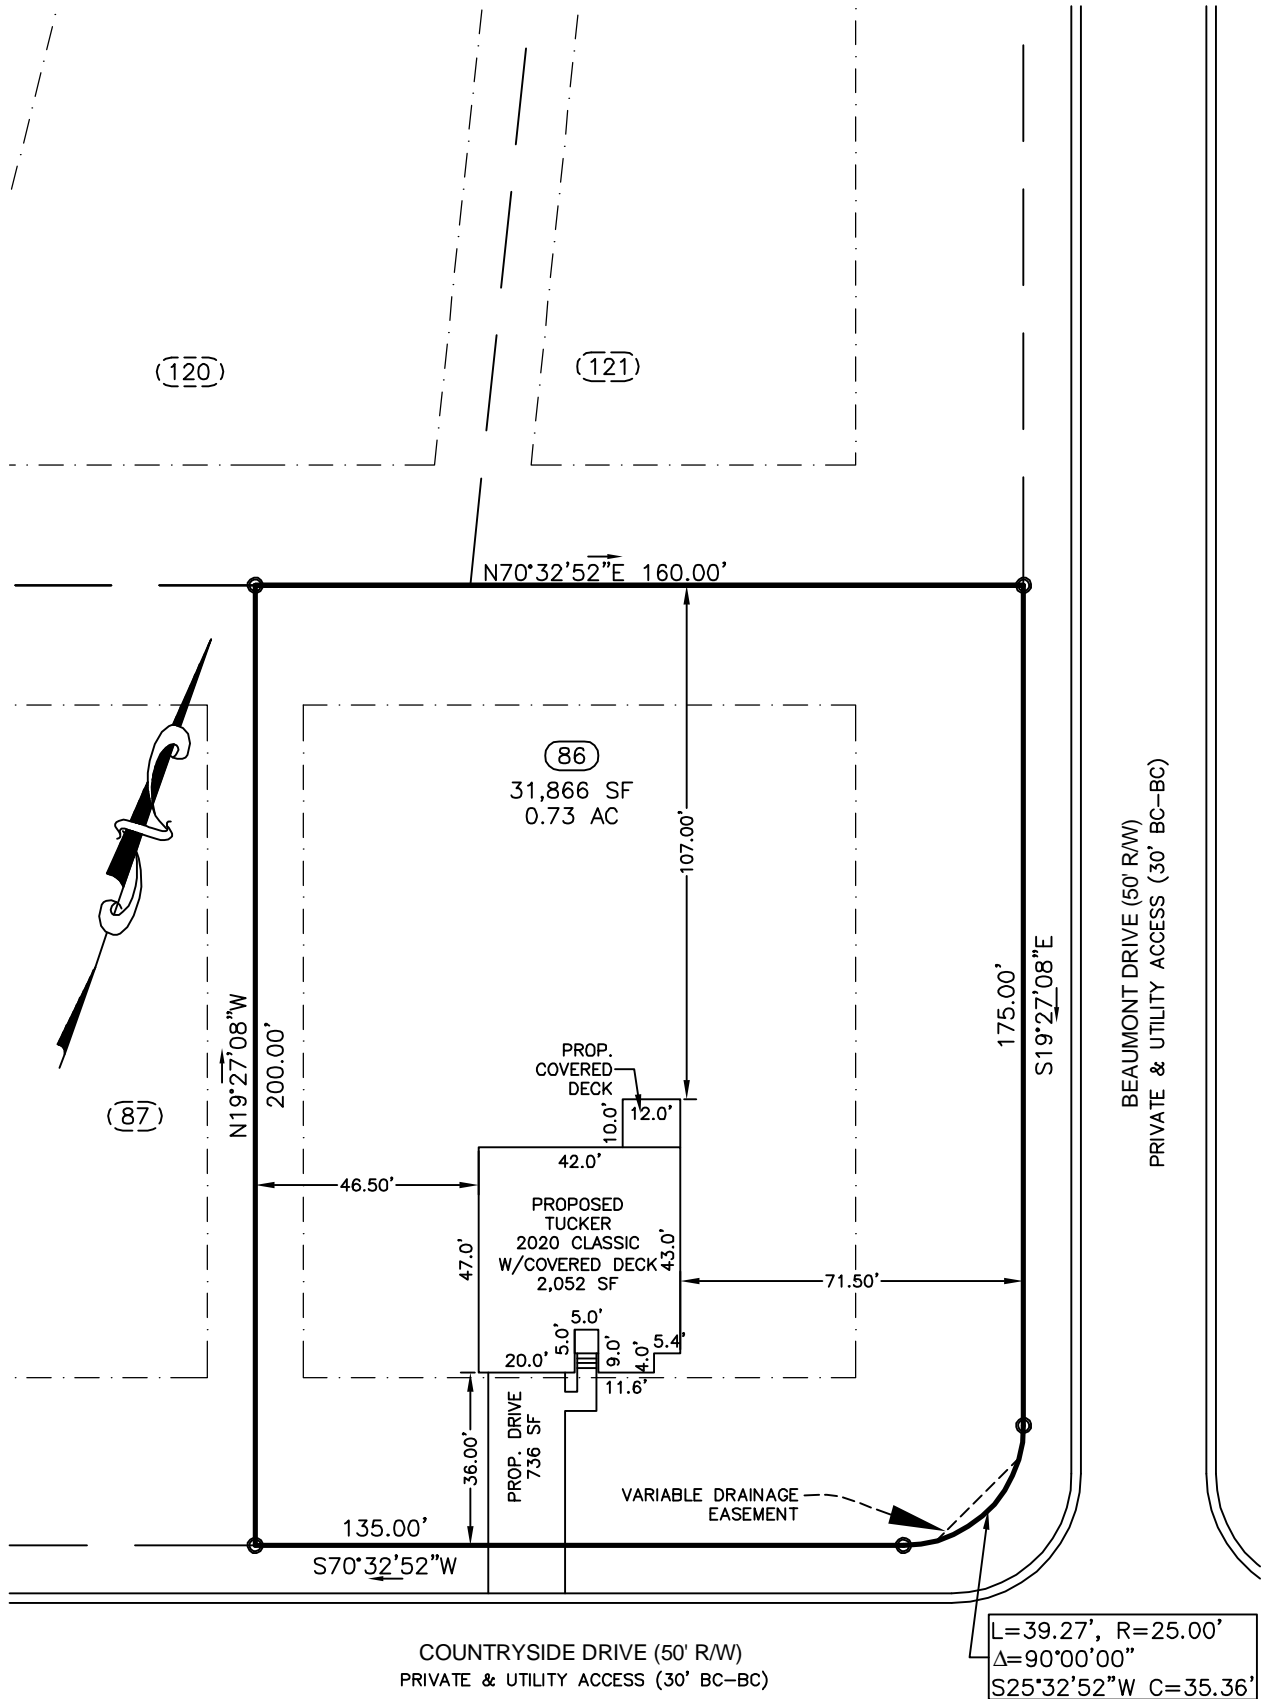 120
121
N70°32'52"E 160.00'
86
31,866 SF
0.73 AC
107.00'
N19°27'08"W
200.00'
175.00'
S19°27'08"E
BEAUMONT DRIVE (50' R/W)
PRIVATE & UTILITY ACCESS (30' BC-BC)
87
PROP.
COVERED
DECK
10.0'
12.0'
42.0'
46.50'
PROPOSED
TUCKER
2020 CLASSIC
W/COVERED DECK
2,052 SF
47.0'
43.0'
71.50'
5.0'
5.0'
9.0'
4.0'
5.4'
20.0'
11.6'
36.00'
PROP. DRIVE
736 SF
VARIABLE DRAINAGE
EASEMENT
135.00'
S70°32'52"W
L=39.27', R=25.00'
Δ=90°00'00"
S25°32'52"W C=35.36'
COUNTRYSIDE DRIVE (50' R/W)
PRIVATE & UTILITY ACCESS (30' BC-BC)